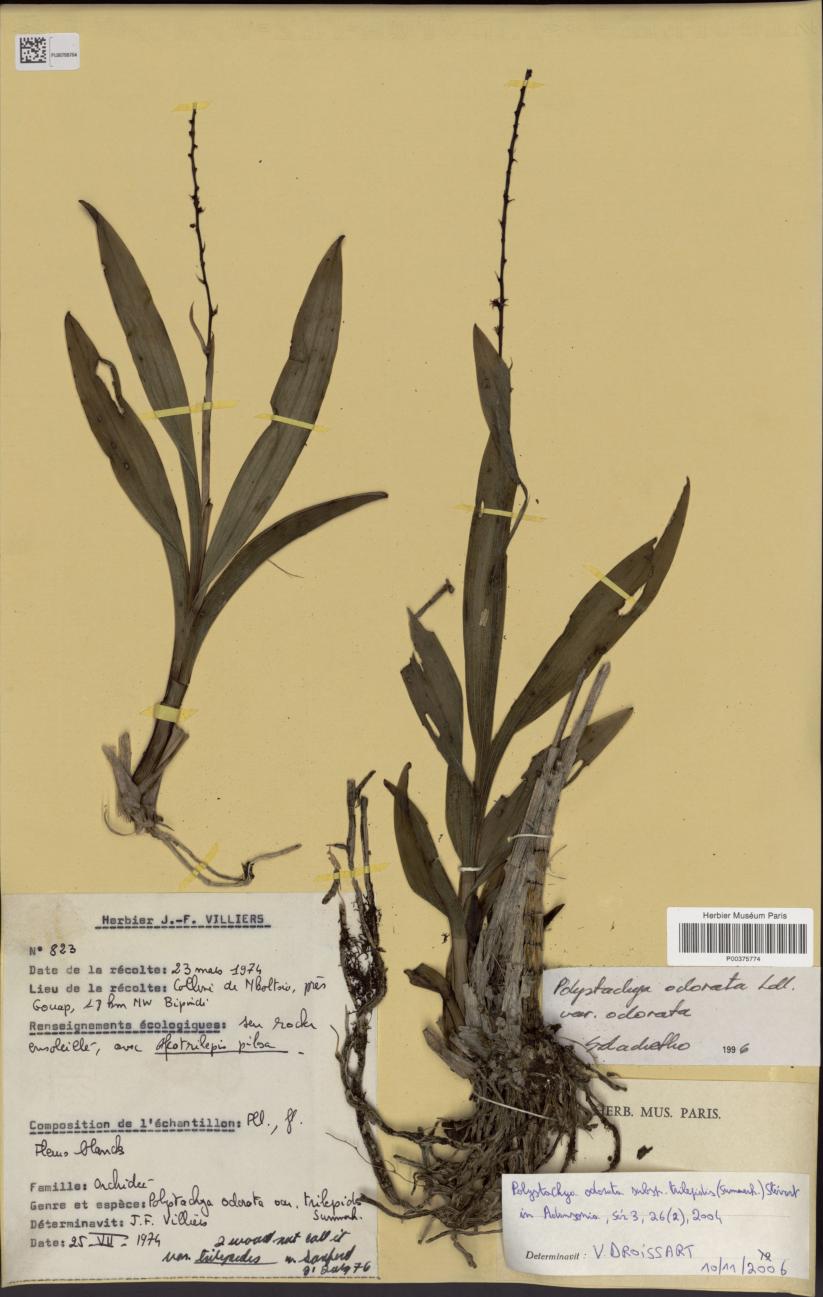 P00375774
Herbier J.-F. VILLIERS
N° 823
Date de la récolte: 23 mars 1974
Lieu de la récolte: Colline de Nkoltsio, près
Gouap, 27 km NW Bipindi
Renseignements écologiques: sur rocher
ensoleillé, avec Afrotrilepis pilosa.
Composition de l'échantillon: Pl., fl.
Fleurs blanches
Famille: Orchidée
Genre et espèce: Polystachya odorata var. trilepidis
Summerh.
Déterminavit: J.F. Villiers
Date: 25 VII. 1974
I would not call it
var. trilepidis
Herbier Muséum Paris
P00375774
Polystachya odorata Ldl.
var. odorata
1996
HERB. MUS. PARIS.
Polystachya odorata subsp. trilepidis (Summerh.) Stévart
in Adansonia, sér 3, 26(2), 2004
Determinavit : V. DROISSART
10/11/2006